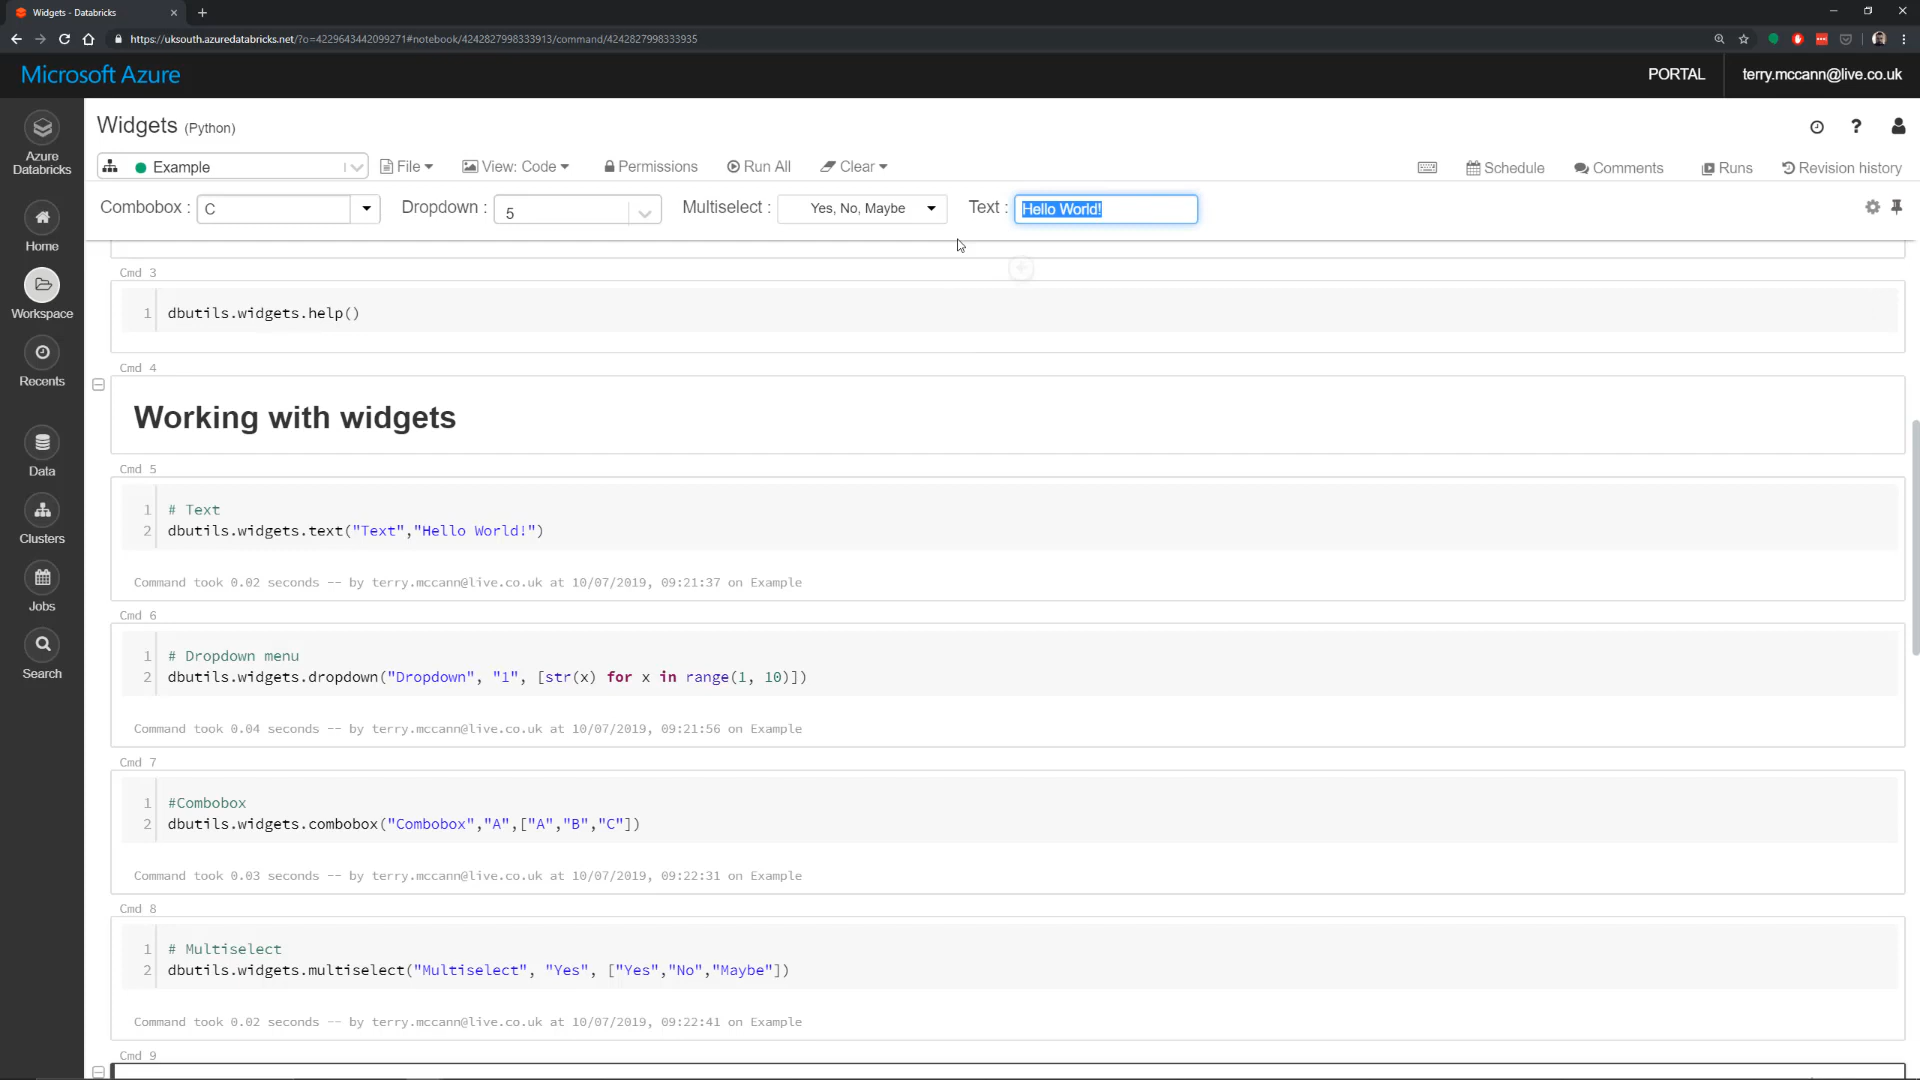 Widgets - Databricks
https://uksouth.azuredatabricks.net/?o=4229643442099271#notebook/4242827998333913/command/4242827998333935
Microsoft Azure
PORTAL
terry.mccann@live.co.uk
Azure
Databricks
Home
Workspace
Recents
Data
Clusters
Jobs
Search
Widgets (Python)
Example
File
View: Code
Permissions
Run All
Clear
Schedule
Comments
Runs
Revision history
Combobox : C
Dropdown : 5
Multiselect : Yes, No, Maybe
Text : Hello World!
Cmd 3
1 dbutils.widgets.help()
Cmd 4
Working with widgets
Cmd 5
1 # Text
2 dbutils.widgets.text("Text","Hello World!")
Command took 0.02 seconds -- by terry.mccann@live.co.uk at 10/07/2019, 09:21:37 on Example
Cmd 6
1 # Dropdown menu
2 dbutils.widgets.dropdown("Dropdown", "1", [str(x) for x in range(1, 10)])
Command took 0.04 seconds -- by terry.mccann@live.co.uk at 10/07/2019, 09:21:56 on Example
Cmd 7
1 #Combobox
2 dbutils.widgets.combobox("Combobox","A",["A","B","C"])
Command took 0.03 seconds -- by terry.mccann@live.co.uk at 10/07/2019, 09:22:31 on Example
Cmd 8
1 # Multiselect
2 dbutils.widgets.multiselect("Multiselect", "Yes", ["Yes","No","Maybe"])
Command took 0.02 seconds -- by terry.mccann@live.co.uk at 10/07/2019, 09:22:41 on Example
Cmd 9